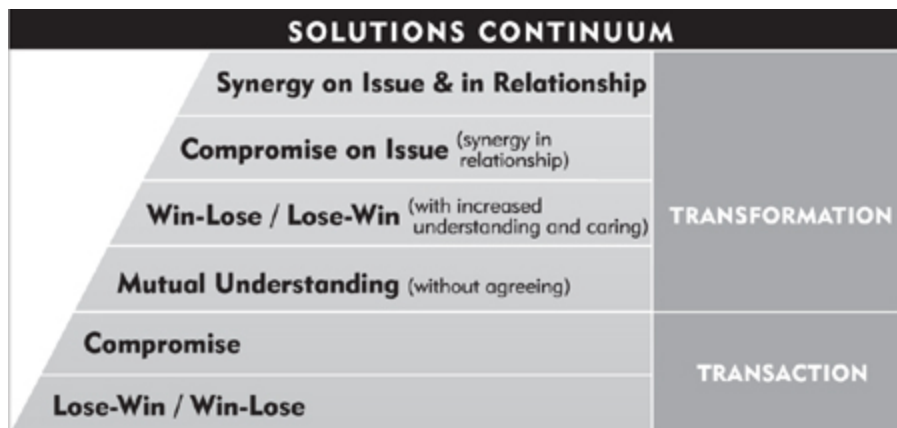 SOLUTIONS CONTINUUM
Synergy on Issue & in Relationship
Compromise on Issue (synergy in
relationship)
Win-Lose / Lose-Win (with increased
understanding and caring)
Mutual Understanding (without agreeing)
TRANSFORMATION
Compromise
Lose-Win / Win-Lose
TRANSACTION